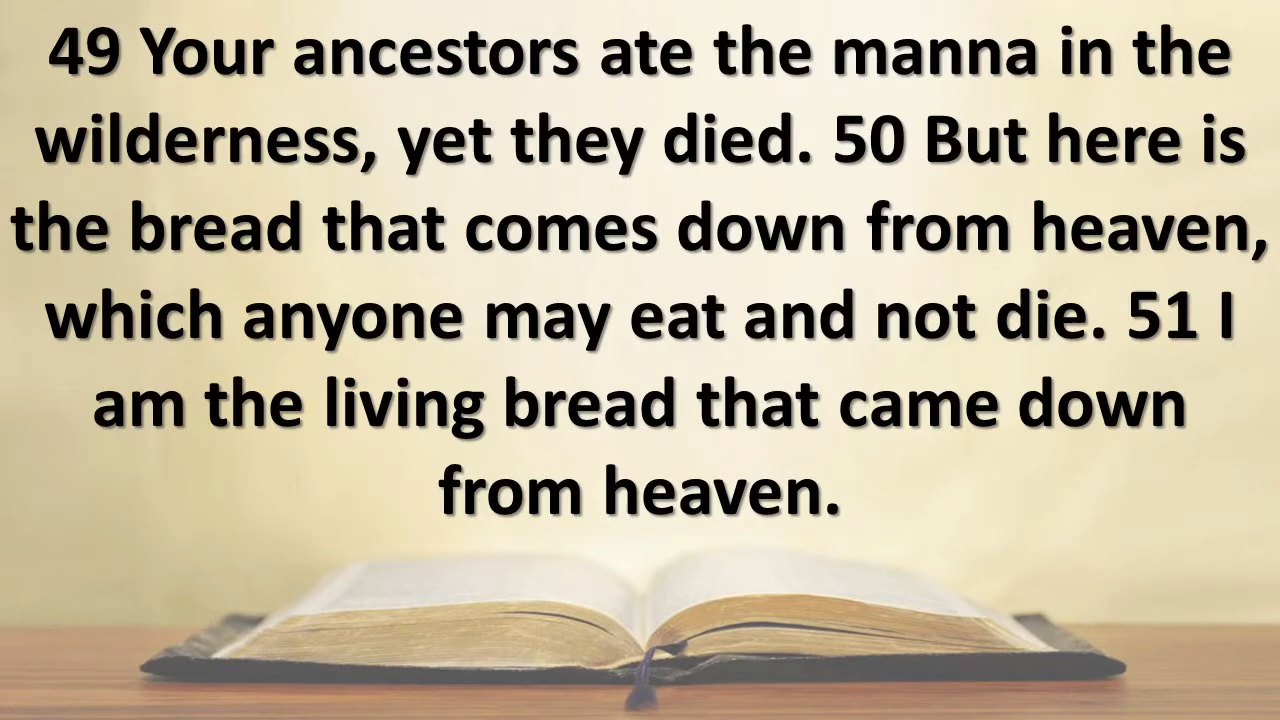 49 Your ancestors ate the manna in the
wilderness, yet they died. 50 But here is
the bread that comes down from heaven,
which anyone may eat and not die. 51 I
am the living bread that came down
from heaven.